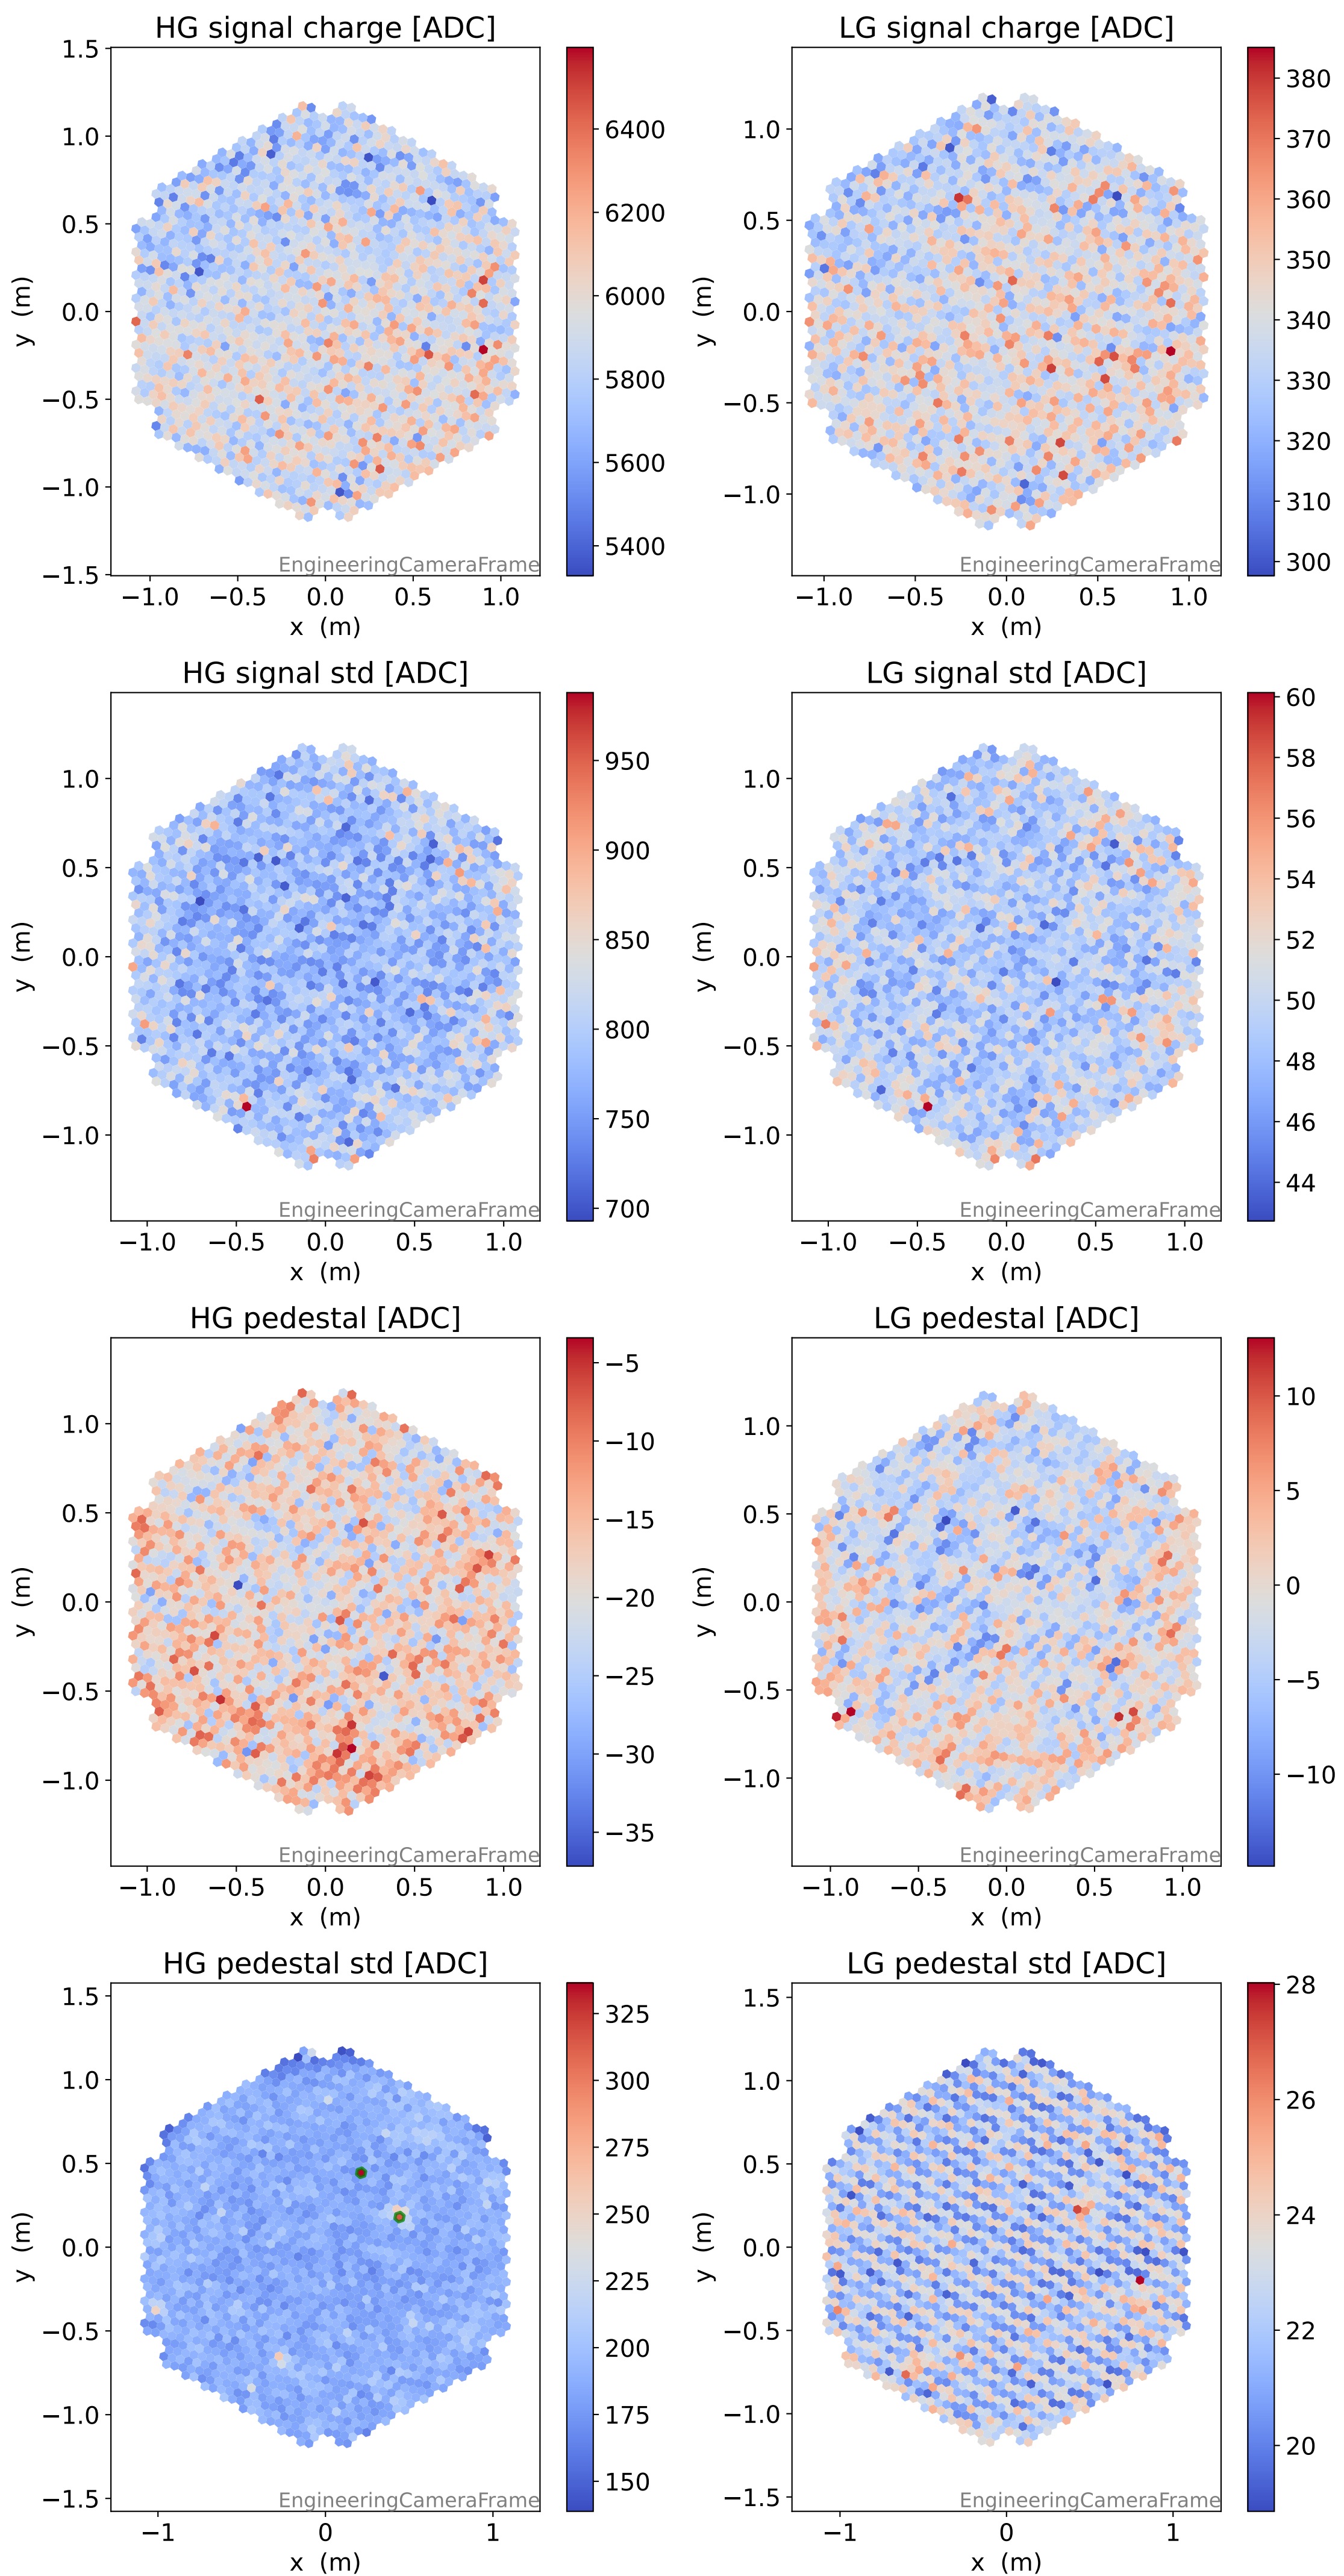 HG signal charge [ADC]
1.5
1.0
0.5
0.0
−0.5
−1.0
−1.5
y (m)
−1.0 −0.5 0.0 0.5 1.0
x (m)
EngineeringCameraFrame
6400
6200
6000
5800
5600
5400
LG signal charge [ADC]
1.0
0.5
0.0
−0.5
−1.0
y (m)
−1.0 −0.5 0.0 0.5 1.0
x (m)
EngineeringCameraFrame
380
370
360
350
340
330
320
310
300
HG signal std [ADC]
1.0
0.5
0.0
−0.5
−1.0
y (m)
−1.0 −0.5 0.0 0.5 1.0
x (m)
EngineeringCameraFrame
950
900
850
800
750
700
LG signal std [ADC]
1.0
0.5
0.0
−0.5
−1.0
y (m)
−1.0 −0.5 0.0 0.5 1.0
x (m)
EngineeringCameraFrame
60
58
56
54
52
50
48
46
44
HG pedestal [ADC]
1.0
0.5
0.0
−0.5
−1.0
y (m)
−1.0 −0.5 0.0 0.5 1.0
x (m)
EngineeringCameraFrame
−5
−10
−15
−20
−25
−30
−35
LG pedestal [ADC]
1.0
0.5
0.0
−0.5
−1.0
y (m)
−1.0 −0.5 0.0 0.5 1.0
x (m)
EngineeringCameraFrame
10
5
0
−5
−10
HG pedestal std [ADC]
1.5
1.0
0.5
0.0
−0.5
−1.0
−1.5
y (m)
−1 0 1
x (m)
EngineeringCameraFrame
325
300
275
250
225
200
175
150
LG pedestal std [ADC]
1.5
1.0
0.5
0.0
−0.5
−1.0
−1.5
y (m)
−1 0 1
x (m)
EngineeringCameraFrame
28
26
24
22
20